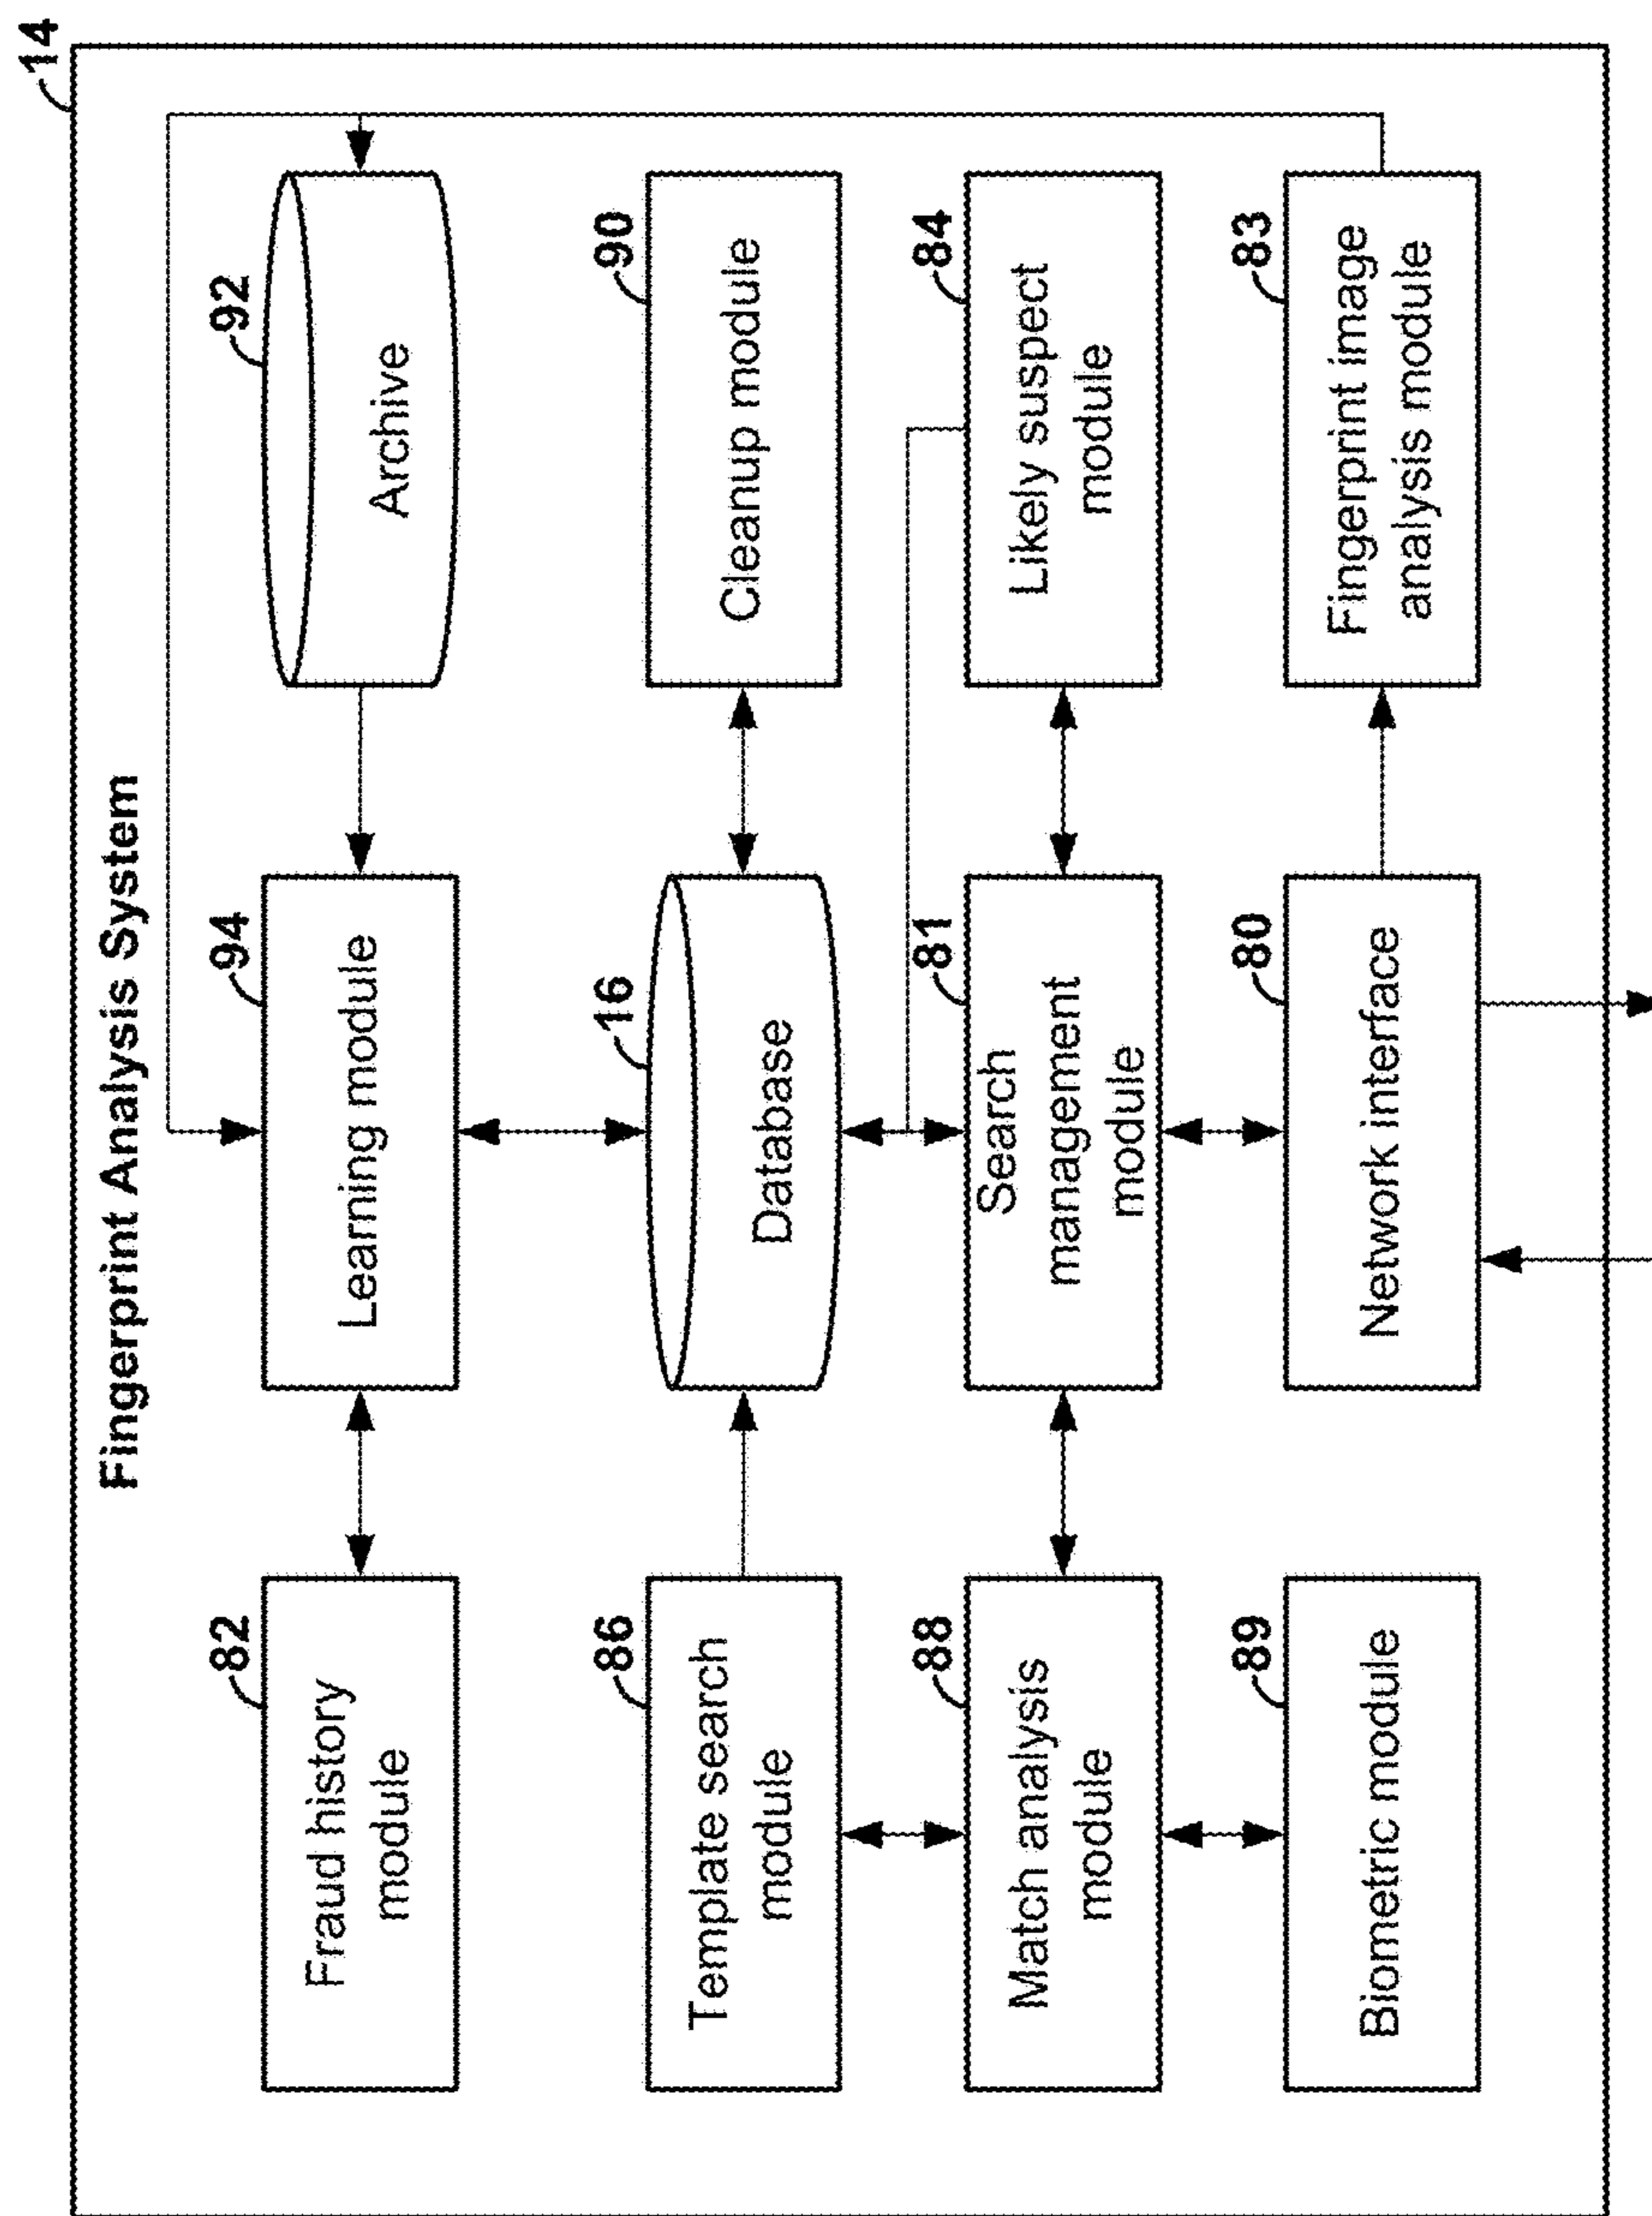 14
Fingerprint Analysis System
82
Fraud history
module
94
Learning module
92
Archive
86
Template search
module
16
Database
90
Cleanup module
88
Match analysis
module
81
Search
management
module
84
Likely suspect
module
89
Biometric module
80
Network interface
83
Fingerprint image
analysis module